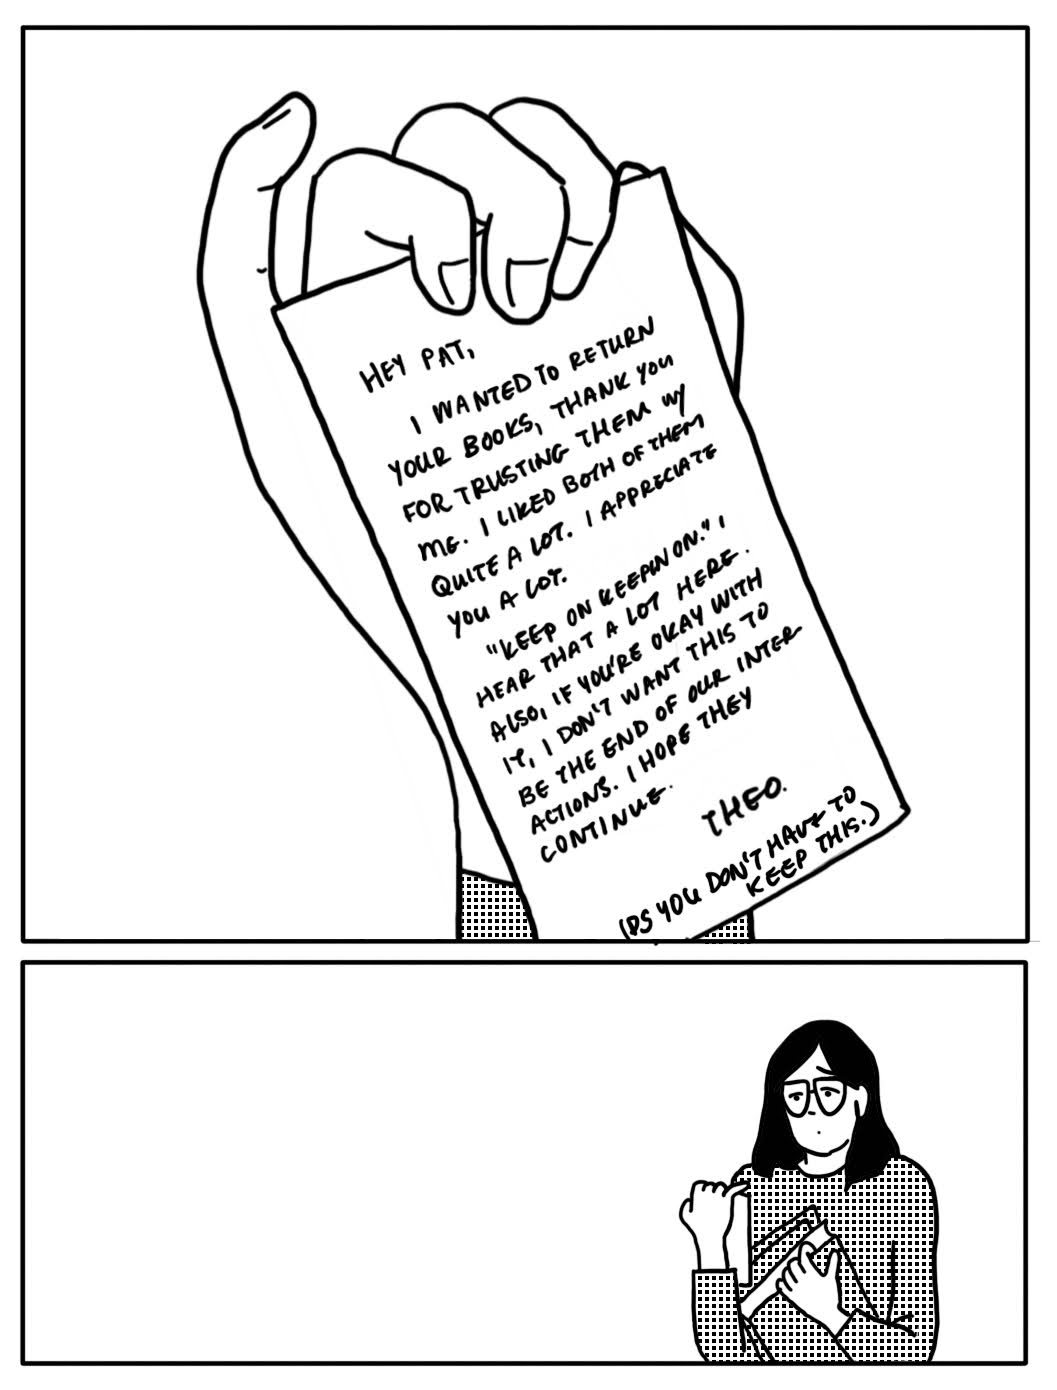 HEY PAT,
I WANTED TO RETURN
YOUR BOOKS, THANK YOU
FOR TRUSTING THEM W/
ME. I LIKED BOTH OF THEM
QUITE A LOT. I APPRECIATE
YOU A LOT.
"KEEP ON KEEPIN ON." I
HEAR THAT A LOT HERE.
ALSO, IF YOU'RE OKAY WITH
IT, I DON'T WANT THIS TO
BE THE END OF OUR INTER
ACTIONS. I HOPE THEY
CONTINUE.
THEO.
(PS YOU DON'T HAVE TO
KEEP THIS.)